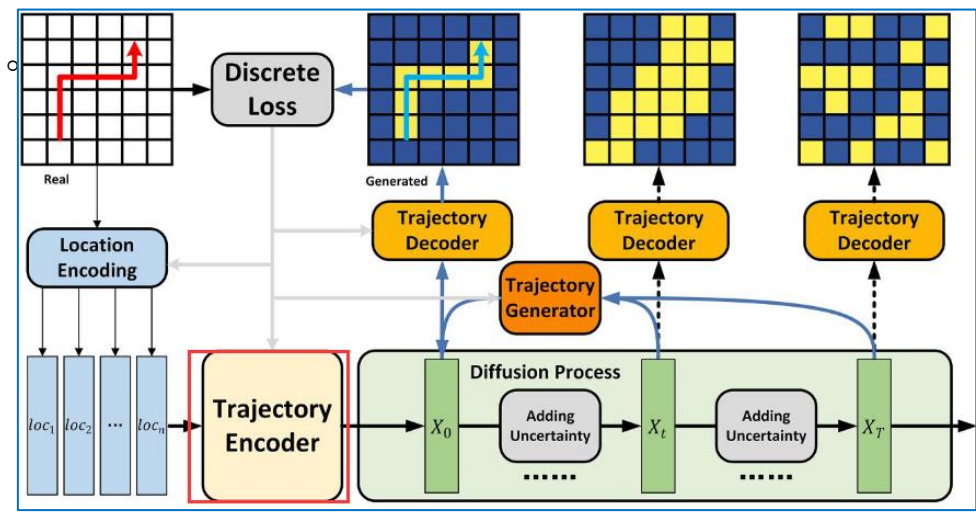 Discrete
Loss
Real
Generated
Location
Encoding
Trajectory
Decoder
Trajectory
Decoder
Trajectory
Decoder
Trajectory
Generator
loc₁
loc₂
...
locₙ
Trajectory
Encoder
Diffusion Process
X₀
Adding
Uncertainty
......
Xₜ
Adding
Uncertainty
......
X_T